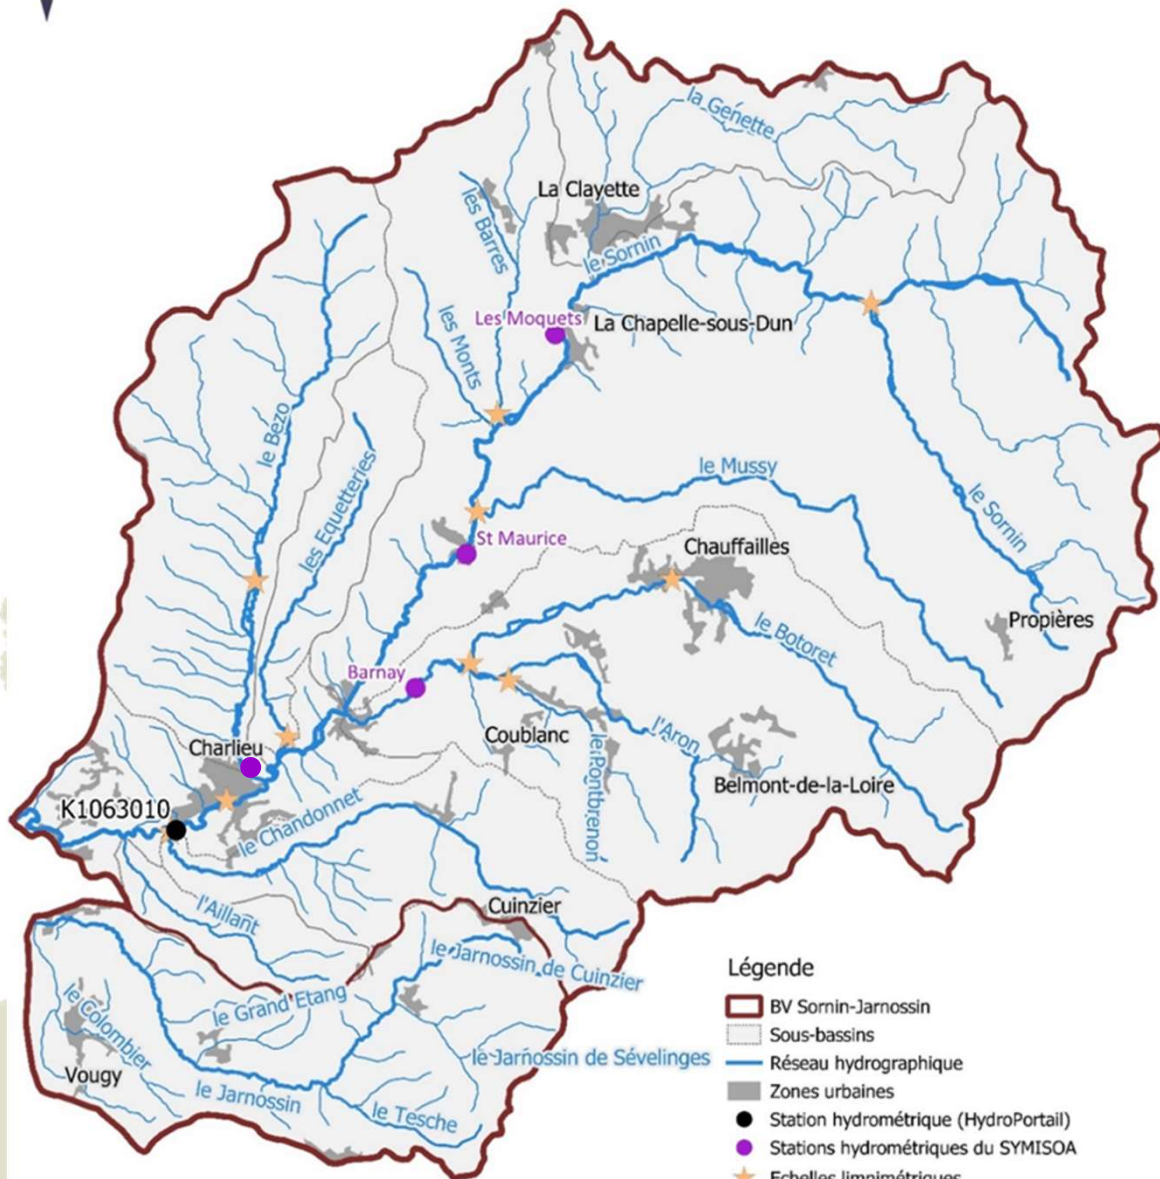 la Genette
La Clayette
les Barres
le Sornin
les Monts
Les Moquets
La Chapelle-sous-Dun
le Bézo
les Equetteries
le Mussy
le Sornin
St Maurice
Chauffailles
Propières
le Botoret
Barnay
Coublanc
l'Aron
le Pontbrenon
Belmont-de-la-Loire
Charlieu
K1063010
le Chandonnet
l'Aillant
Cuinzier
le Jarnossin de Cuinzier
le Grand Etang
le Colombier
le Jarnossin de Sévelinges
Vougy
le Jarnossin
le Tesche
Légende
BV Sornin-Jarnossin
Sous-bassins
Réseau hydrographique
Zones urbaines
Station hydrométrique (HydroPortail)
Stations hydrométriques du SYMISOA
Echelles limnimétriques